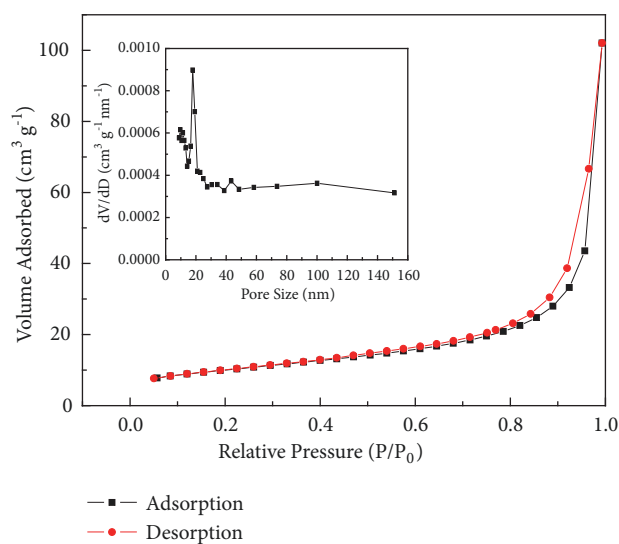 100
80
60
40
20
0
Volume Adsorbed (cm³ g⁻¹)
0.0 0.2 0.4 0.6 0.8 1.0
Relative Pressure (P/P₀)
0.0010
0.0008
0.0006
0.0004
0.0002
0.0000
dV/dD (cm³ g⁻¹ nm⁻¹)
0 20 40 60 80 100 120 140 160
Pore Size (nm)
Adsorption
Desorption